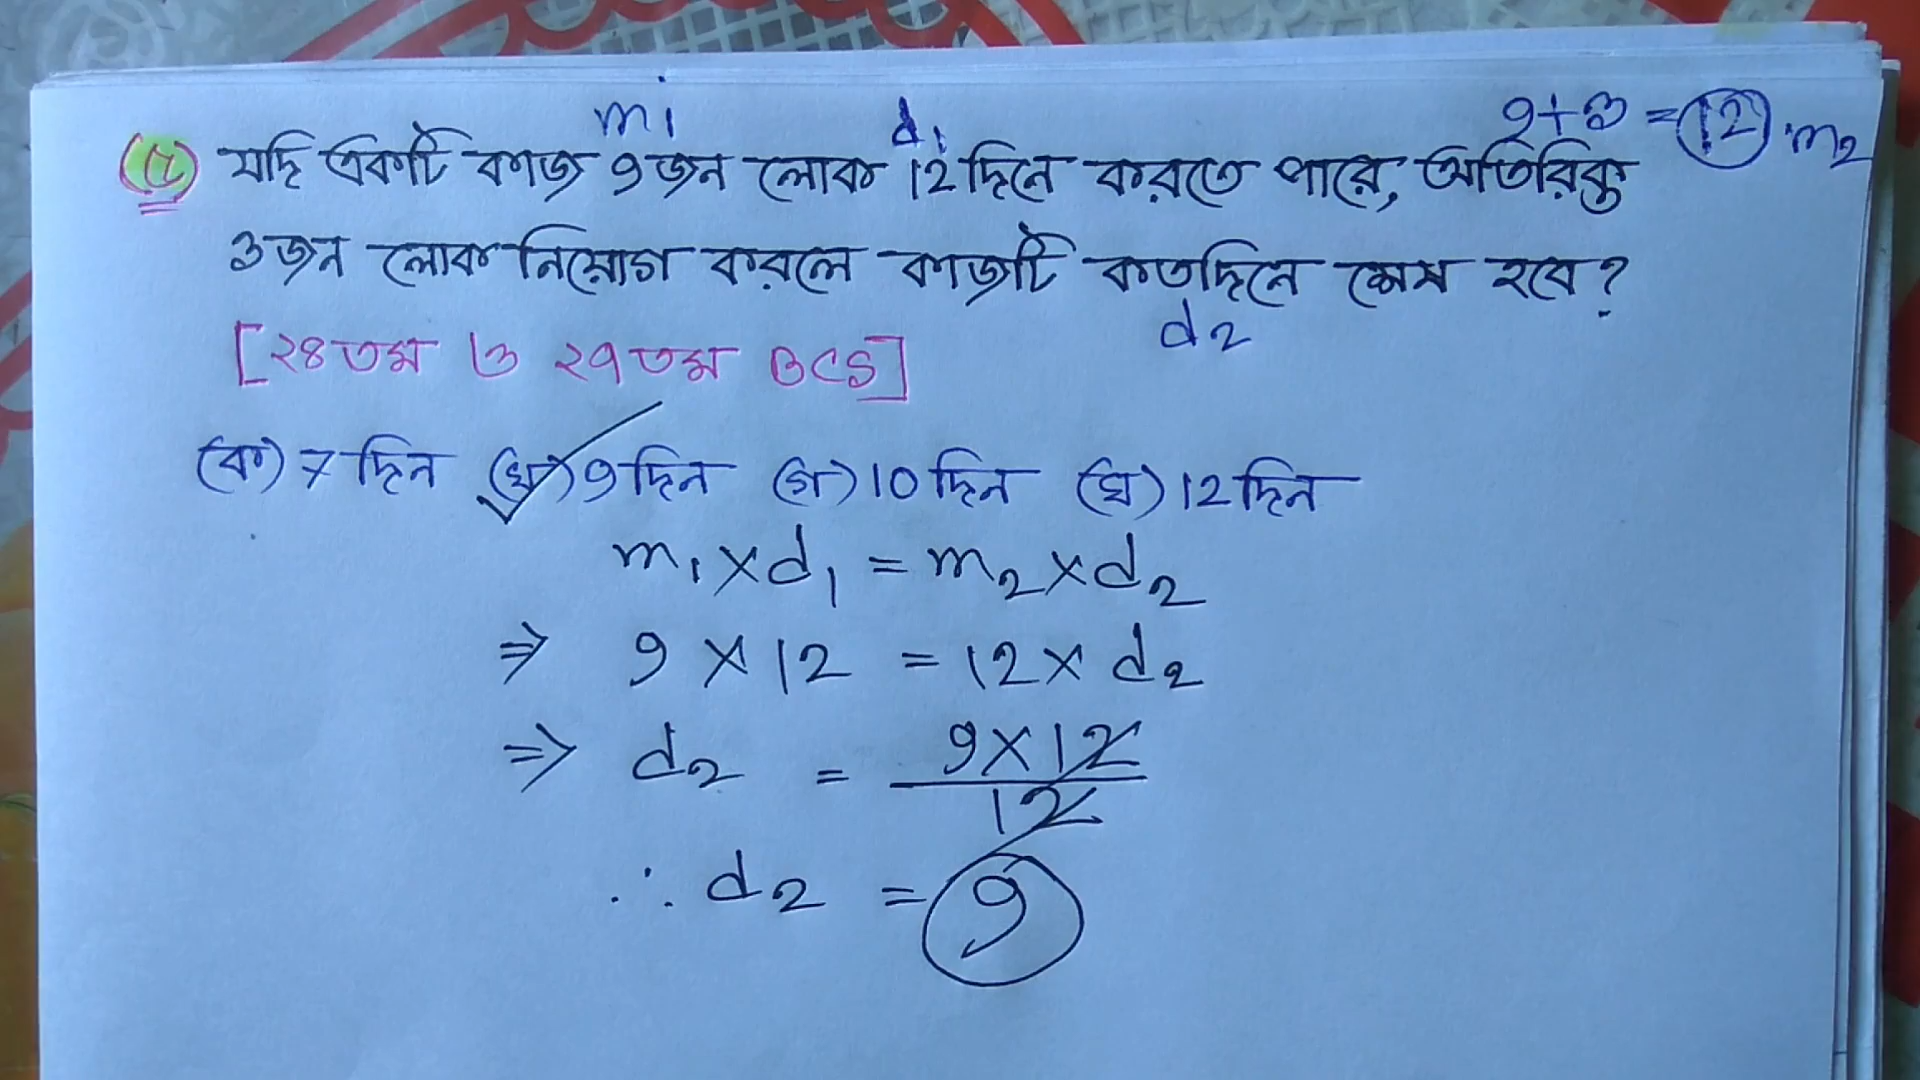 m1 d1 9+3 = 12 m2
(৫) যদি একটি কাজ 9 জন লোক 12 দিনে করতে পারে, অতিরিক্ত
3 জন লোক নিয়োগ করলে কাজটি কতদিনে শেষ হবে?
d2
[২৪তম ও ২৭তম BCS]
(ক) 7 দিন (খ) 9 দিন (গ) 10 দিন (ঘ) 12 দিন
m1 × d1 = m2 × d2
⇒ 9 × 12 = 12 × d2
⇒ d2 = 9 × 12 / 12
∴ d2 = 9